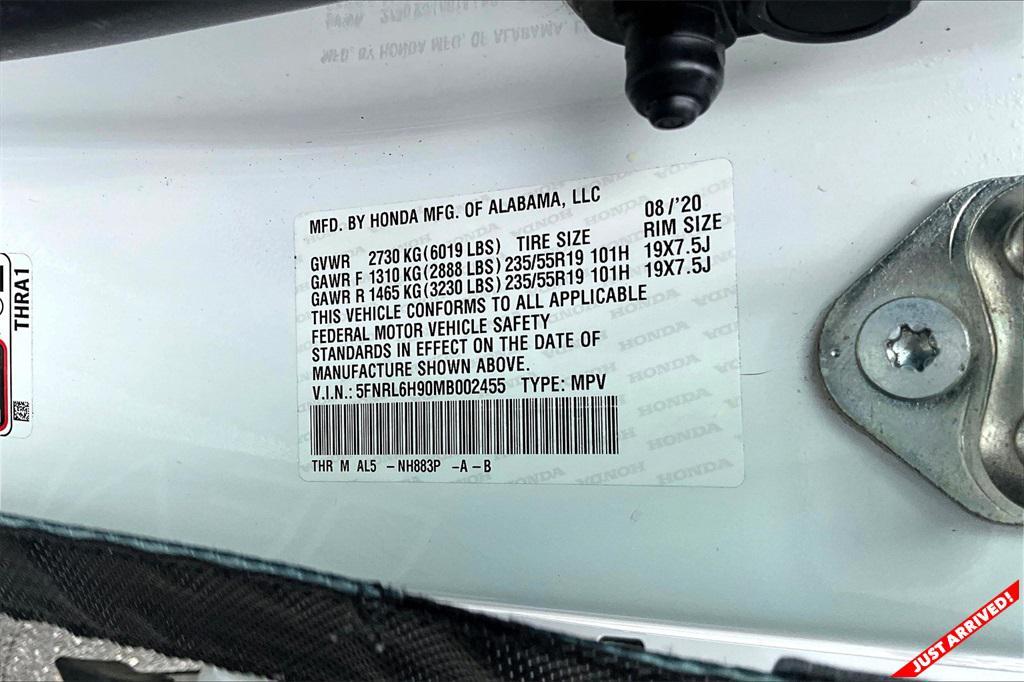 MFD. BY HONDA MFG. OF ALABAMA, LLC 08/'20
GVWR 2730 KG (6019 LBS) TIRE SIZE RIM SIZE
GAWR F 1310 KG (2888 LBS) 235/55R19 101H 19X7.5J
GAWR R 1465 KG (3230 LBS) 235/55R19 101H 19X7.5J
THIS VEHICLE CONFORMS TO ALL APPLICABLE
FEDERAL MOTOR VEHICLE SAFETY
STANDARDS IN EFFECT ON THE DATE OF
MANUFACTURE SHOWN ABOVE.
V.I.N.: 5FNRL6H90MB002455 TYPE: MPV
THR M AL5 -NH883P -A-B
THRA1
JUST ARRIVED!